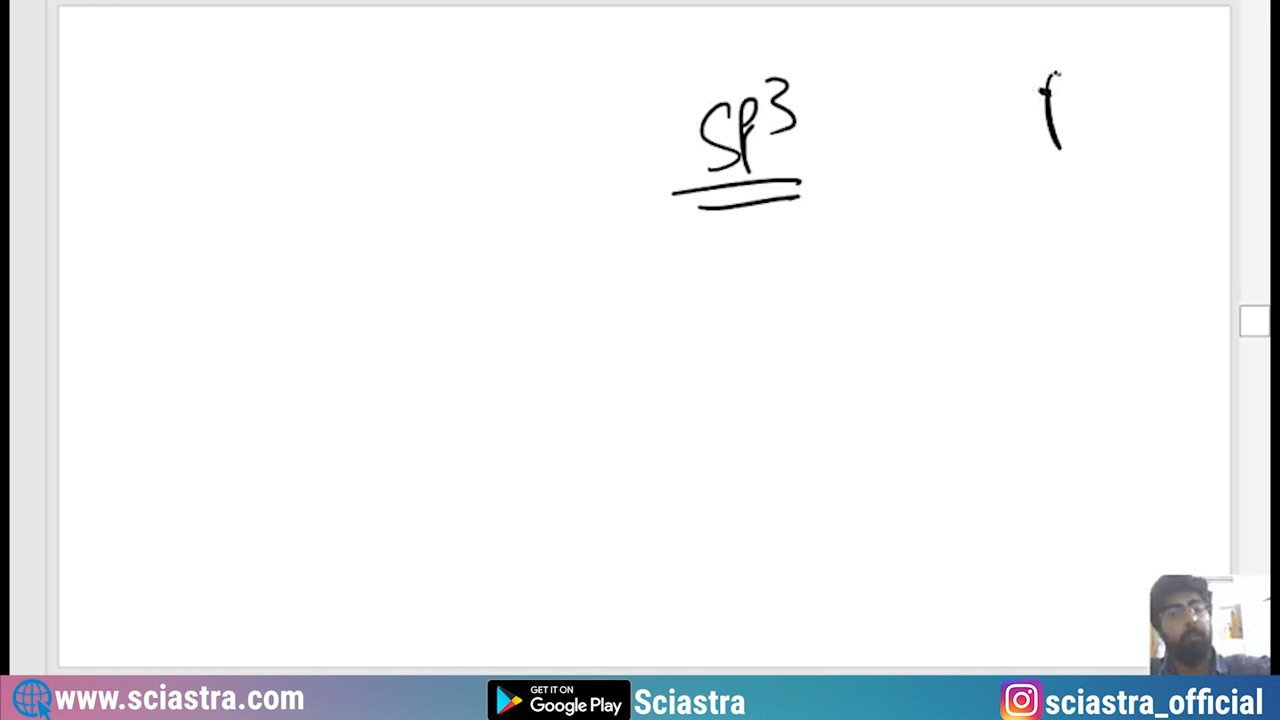 sp3
www.sciastra.com
GET IT ON
Google Play
Sciastra
sciastra_official